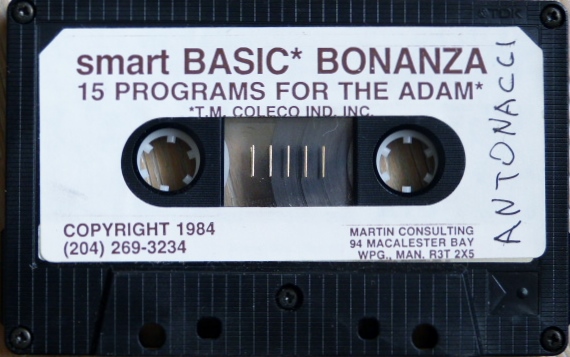 TDK
smart BASIC* BONANZA
15 PROGRAMS FOR THE ADAM*
*T.M. COLECO IND. INC.
ANTONACCI
COPYRIGHT 1984
(204) 269-3234
MARTIN CONSULTING
94 MACALESTER BAY
WPG., MAN. R3T 2X5